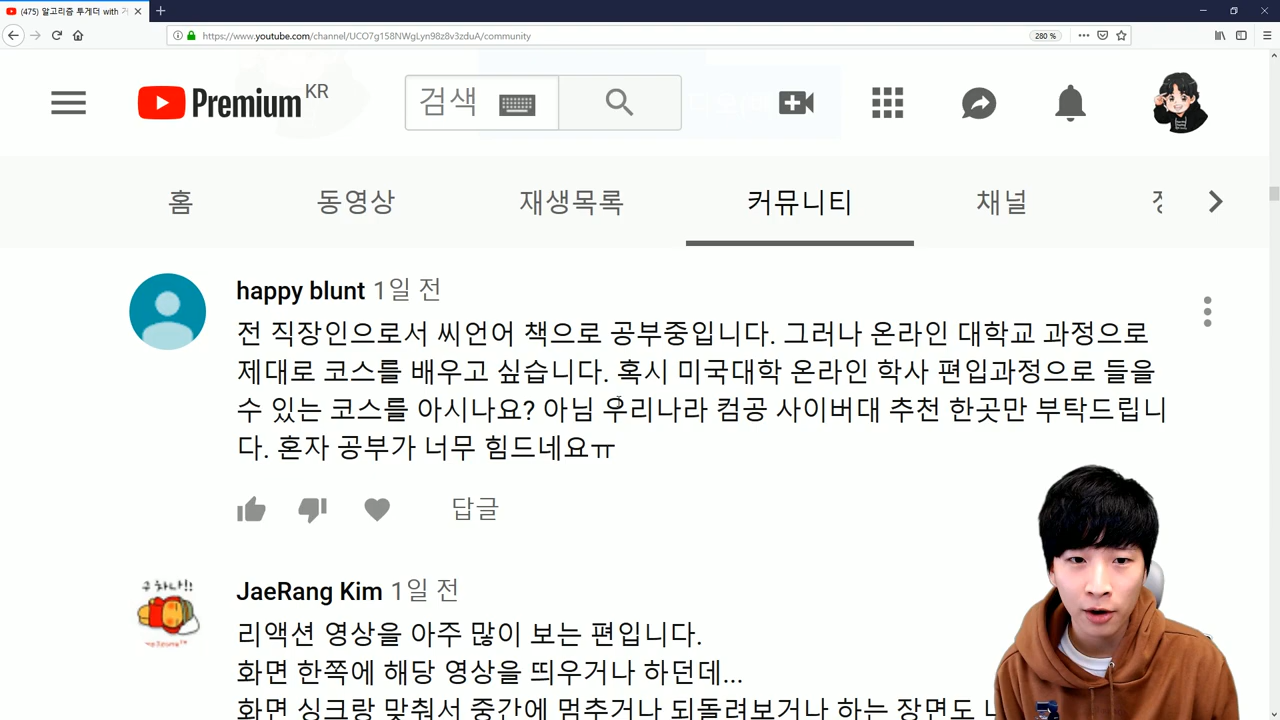 (475) 알고리즘 투게더 with
https://www.youtube.com/channel/UCO7g158NWgLyn98z8v3zduA/community
280 %
Premium KR
검색
홈
동영상
재생목록
커뮤니티
채널
happy blunt 1일 전
전 직장인으로서 씨언어 책으로 공부중입니다. 그러나 온라인 대학교 과정으로
제대로 코스를 배우고 싶습니다. 혹시 미국대학 온라인 학사 편입과정으로 들을
수 있는 코스를 아시나요? 아님 우리나라 컴공 사이버대 추천 한곳만 부탁드립니
다. 혼자 공부가 너무 힘드네요ㅠ
답글
JaeRang Kim 1일 전
리액션 영상을 아주 많이 보는 편입니다.
화면 한쪽에 해당 영상을 띄우거나 하던데...
화면 싱크랑 맞춰서 중간에 멈추거나 되돌려보거나 하는 장면도